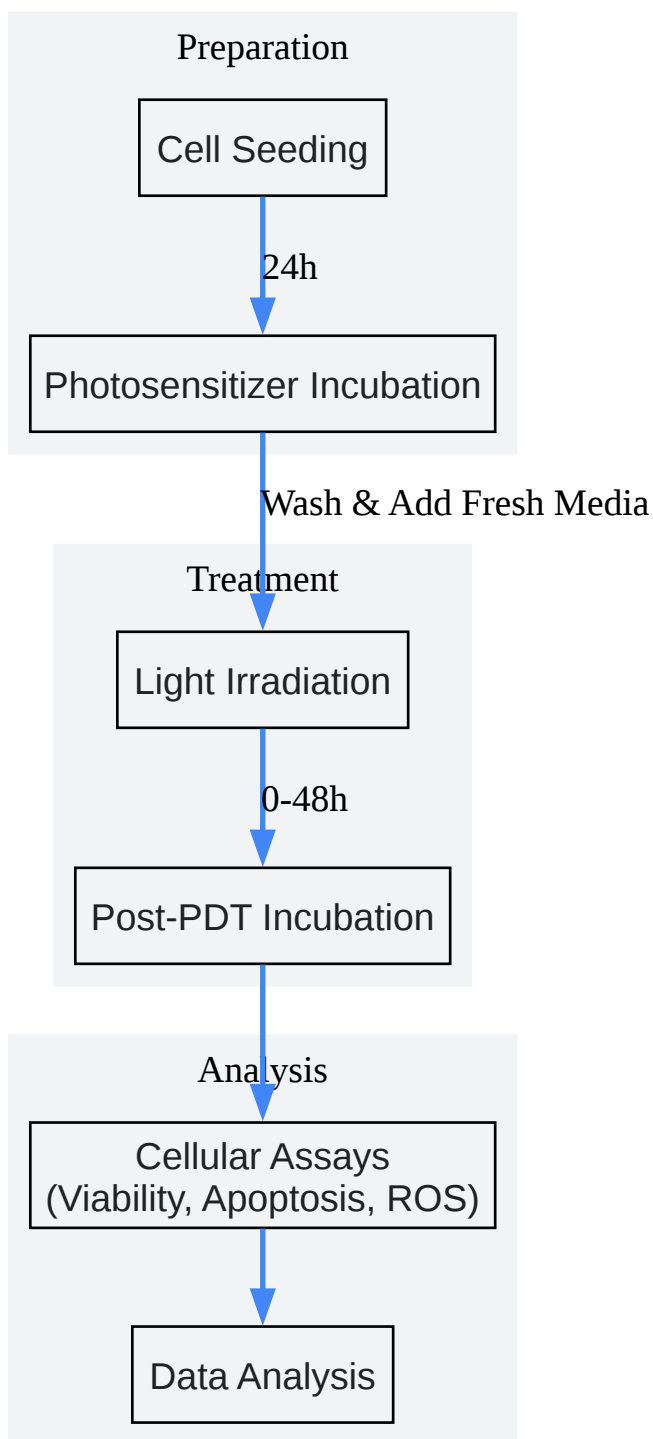 Preparation
Cell Seeding
24h
Photosensitizer Incubation
Wash & Add Fresh Media
Treatment
Light Irradiation
0-48h
Post-PDT Incubation
Analysis
Cellular Assays
(Viability, Apoptosis, ROS)
Data Analysis